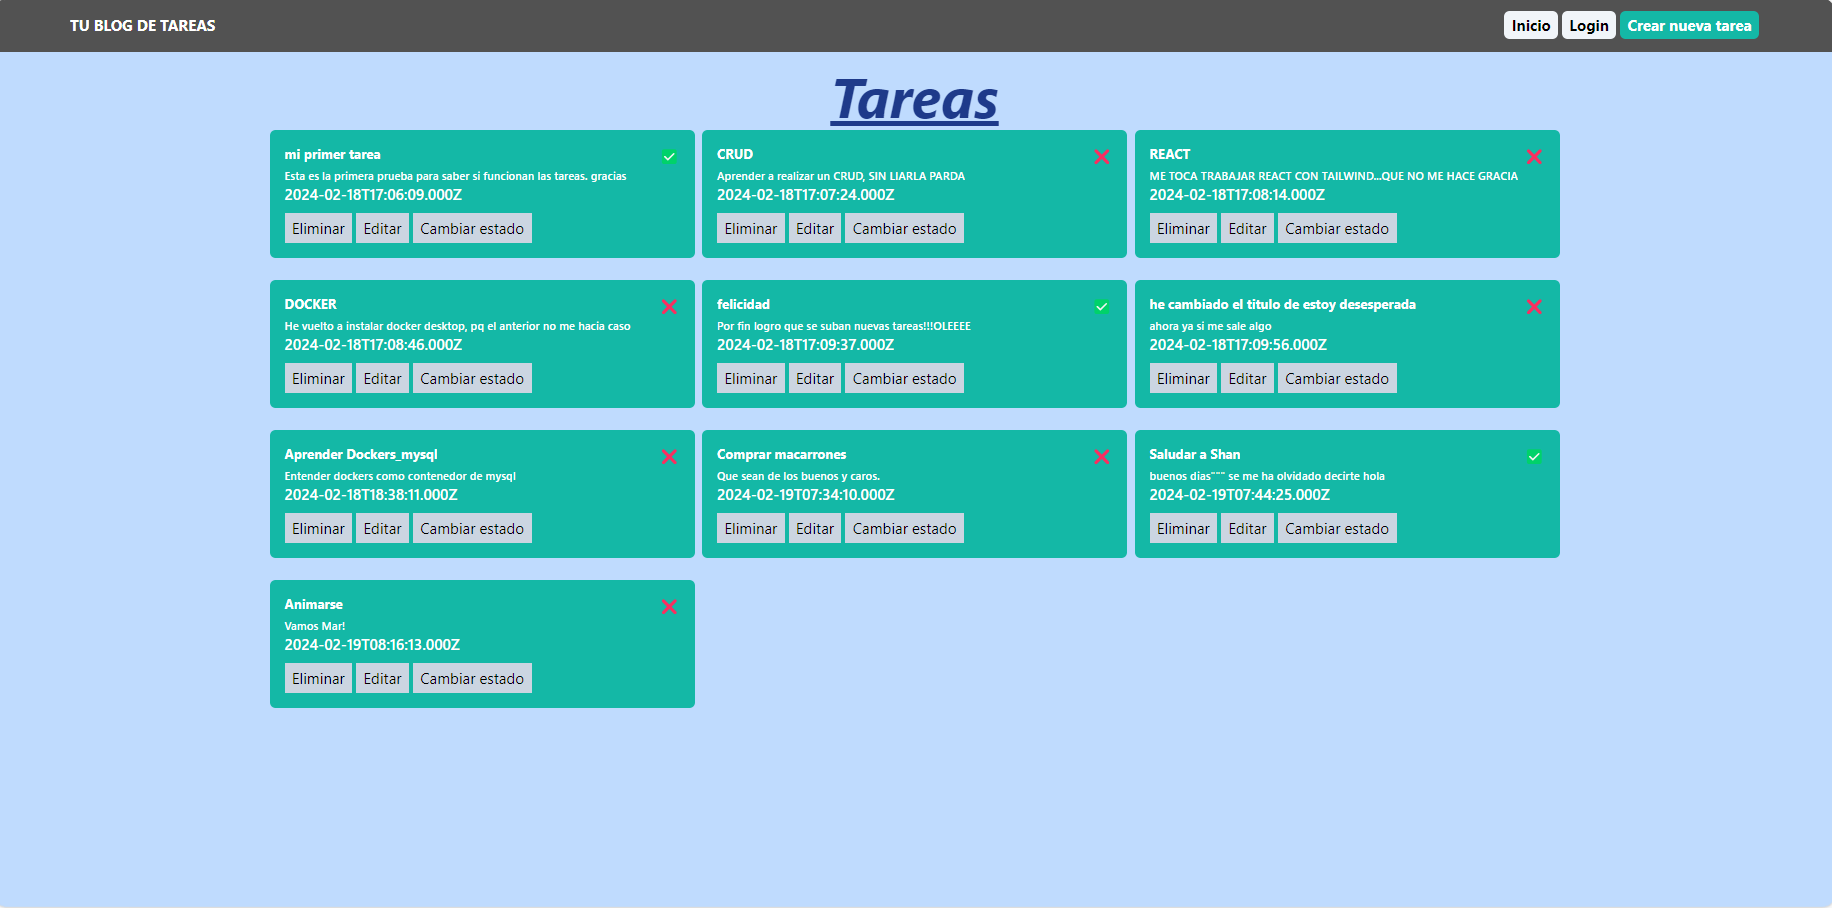 TU BLOG DE TAREAS
Inicio Login Crear nueva tarea
Tareas
mi primer tarea
Esta es la primera prueba para saber si funcionan las tareas. gracias
2024-02-18T17:06:09.000Z
Eliminar Editar Cambiar estado
CRUD
Aprender a realizar un CRUD, SIN LIARLA PARDA
2024-02-18T17:07:24.000Z
Eliminar Editar Cambiar estado
REACT
ME TOCA TRABAJAR REACT CON TAILWIND...QUE NO ME HACE GRACIA
2024-02-18T17:08:14.000Z
Eliminar Editar Cambiar estado
DOCKER
He vuelto a instalar docker desktop, pq el anterior no me hacia caso
2024-02-18T17:08:46.000Z
Eliminar Editar Cambiar estado
felicidad
Por fin logro que se suban nuevas tareas!!!OLEEEE
2024-02-18T17:09:37.000Z
Eliminar Editar Cambiar estado
he cambiado el titulo de estoy desesperada
ahora ya si me sale algo
2024-02-18T17:09:56.000Z
Eliminar Editar Cambiar estado
Aprender Dockers_mysql
Entender dockers como contenedor de mysql
2024-02-18T18:38:11.000Z
Eliminar Editar Cambiar estado
Comprar macarrones
Que sean de los buenos y caros.
2024-02-19T07:34:10.000Z
Eliminar Editar Cambiar estado
Saludar a Shan
buenos dias""" se me ha olvidado decirte hola
2024-02-19T07:44:25.000Z
Eliminar Editar Cambiar estado
Animarse
Vamos Mar!
2024-02-19T08:16:13.000Z
Eliminar Editar Cambiar estado